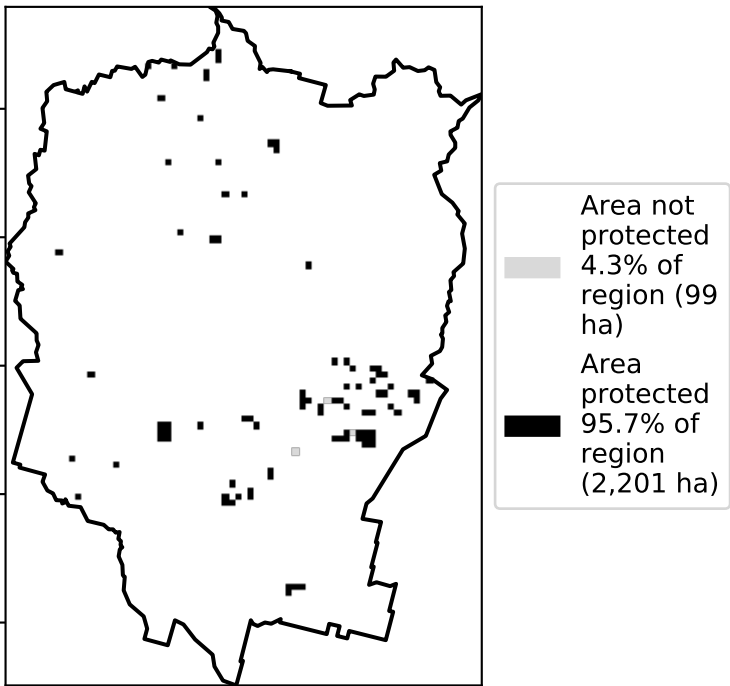 Area not
protected
4.3% of
region (99
ha)
Area
protected
95.7% of
region
(2,201 ha)